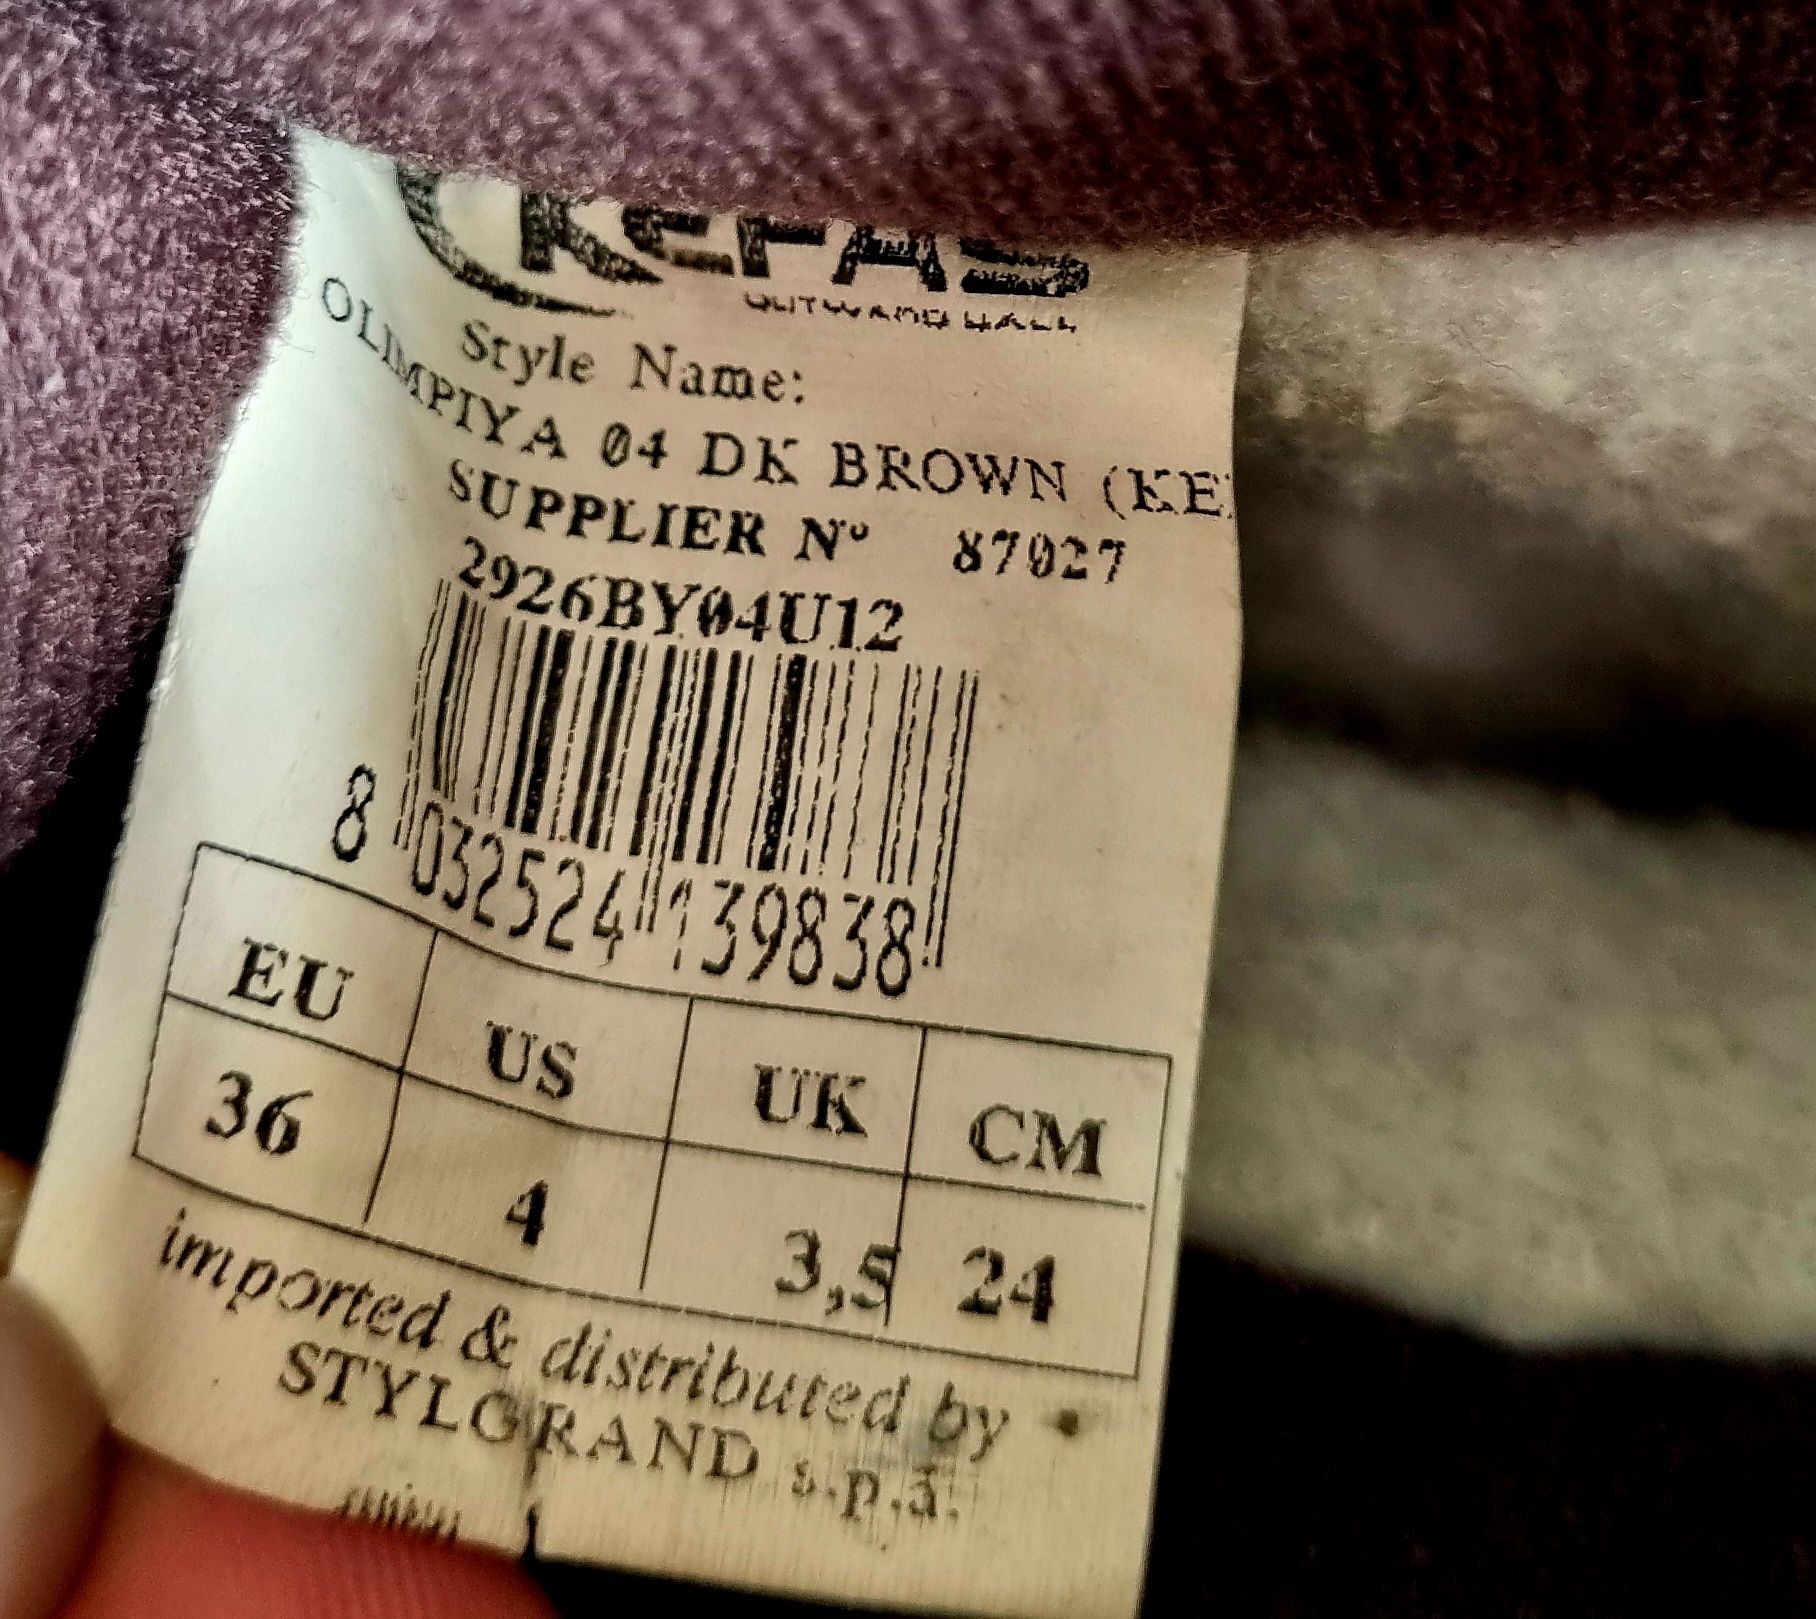 Style Name:
OLIMPIYA 04 DK BROWN (KE
SUPPLIER N° 87027
2926BY04U12
8 032524 139838
EU US UK CM
36 4 3,5 24
imported & distributed by
STYLGRAND s.p.a.